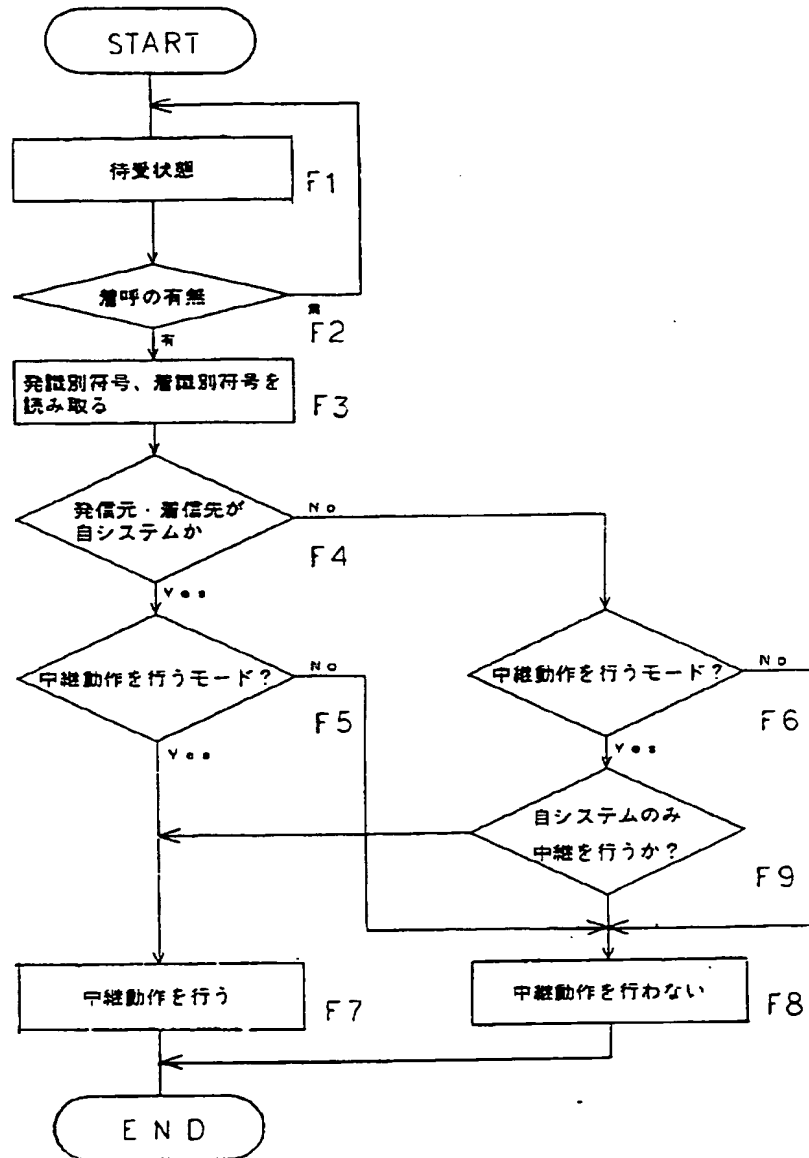 START
待受状態
F1
着呼の有無
無
F2
有
発識別符号、着識別符号を
読み取る
F3
発信元・着信先が
自システムか
No
F4
Yes
中継動作を行うモード?
No
F5
Yes
中継動作を行うモード?
No
F6
Yes
自システムのみ
中継を行うか?
F9
中継動作を行う
F7
中継動作を行わない
F8
END